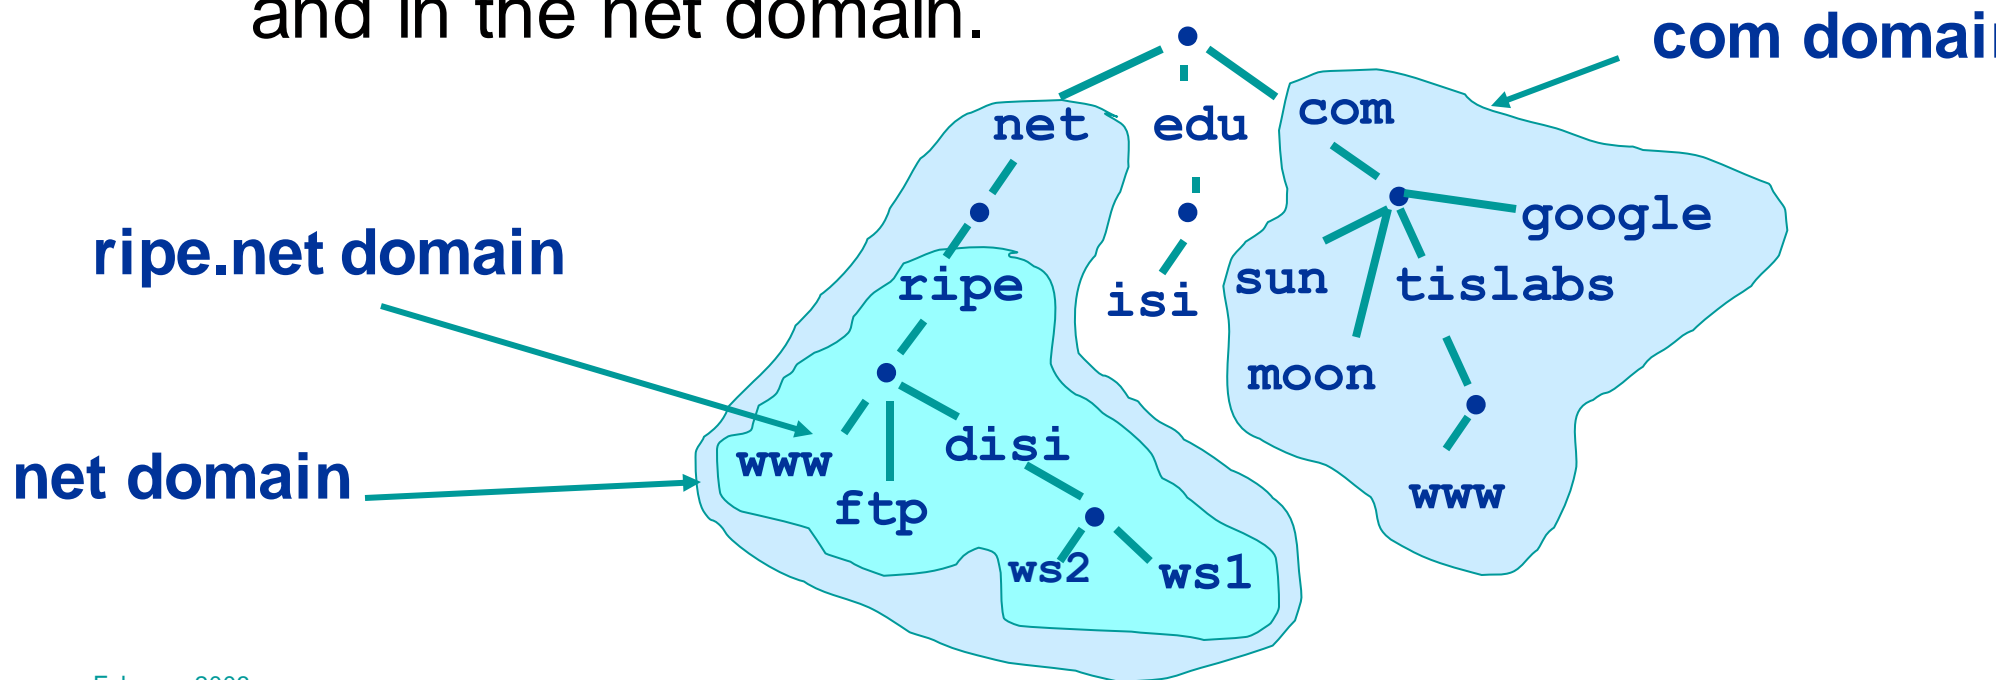 and in the net domain.
com domain
net edu com
google
ripe.net domain
ripe isi sun tislabs
moon
www disi
net domain
ftp www
ws2 ws1